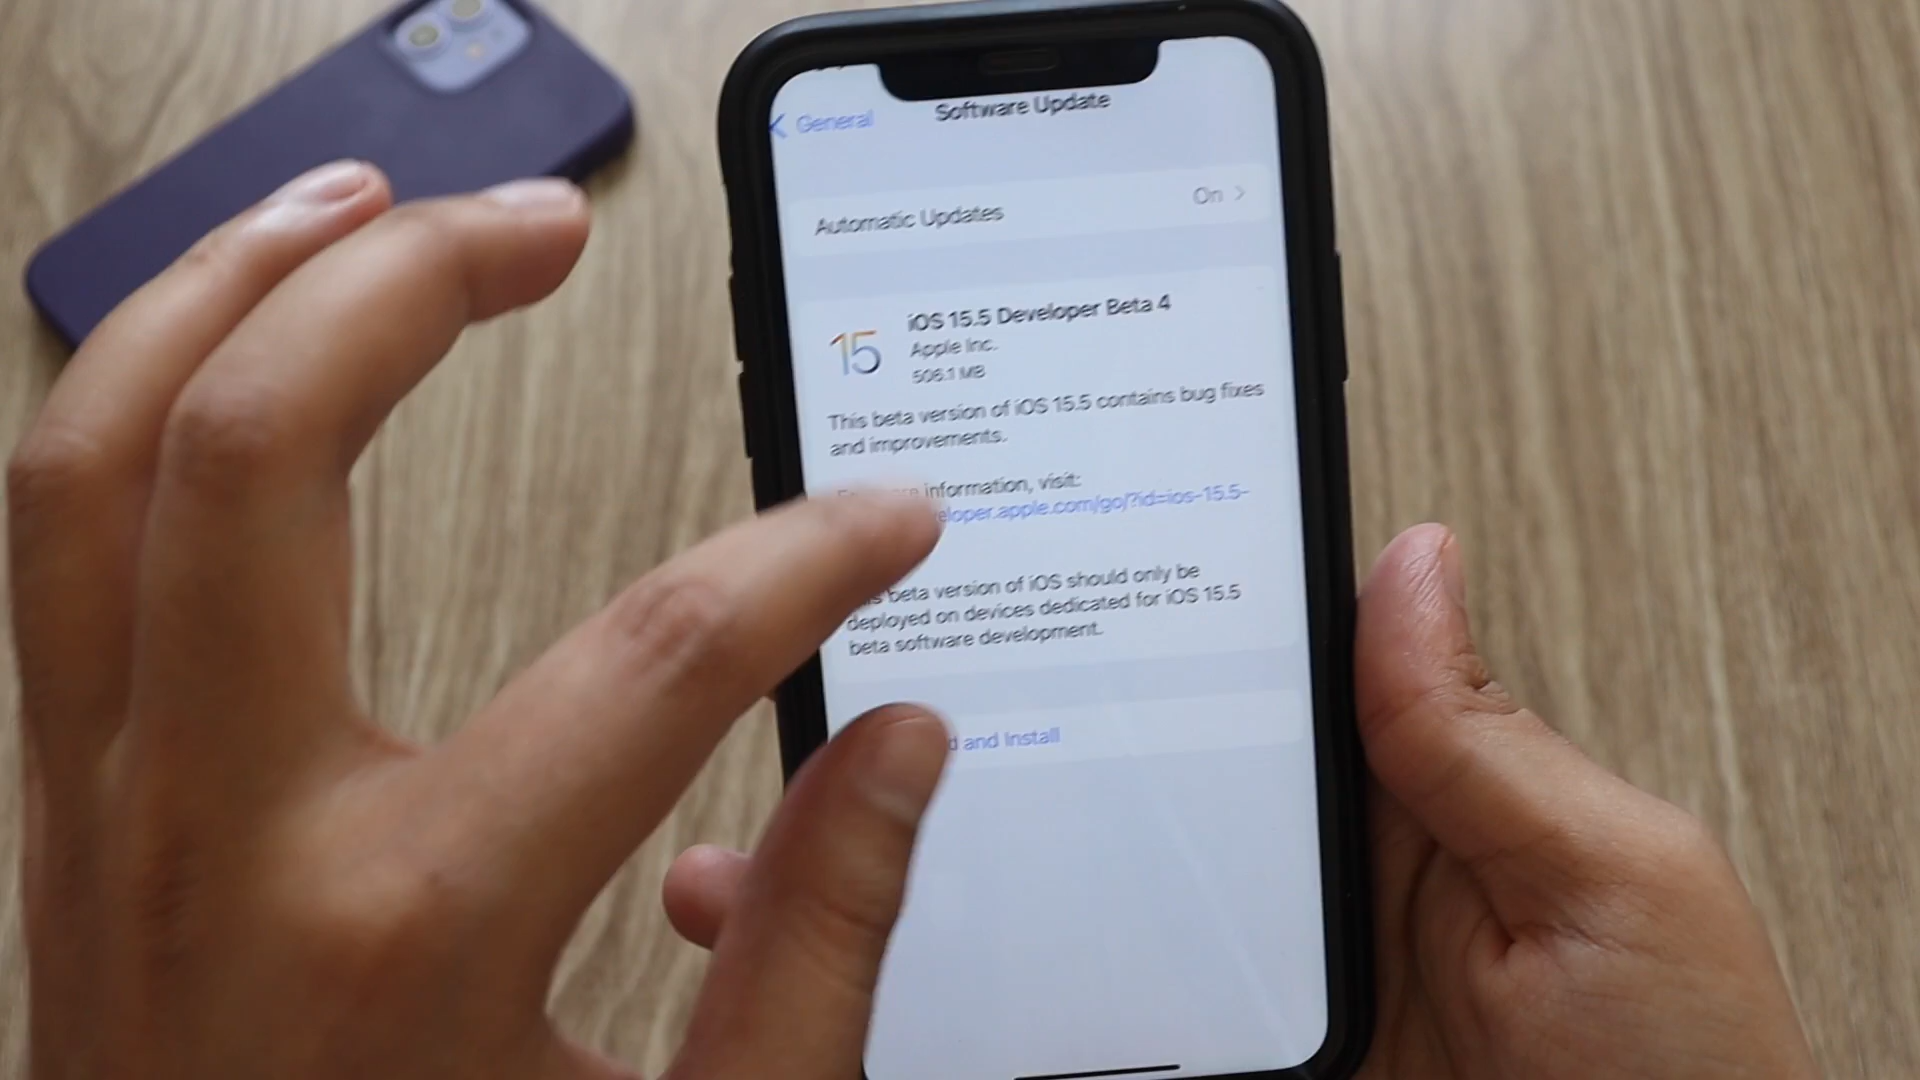 General
Software Update
Automatic Updates
On
15
iOS 15.5 Developer Beta 4
Apple Inc.
506.1 MB
This beta version of iOS 15.5 contains bug fixes
and improvements.
information, visit:
eloper.apple.com/go/?id=ios-15.5-
beta version of iOS should only be
deployed on devices dedicated for iOS 15.5
beta software development.
and Install